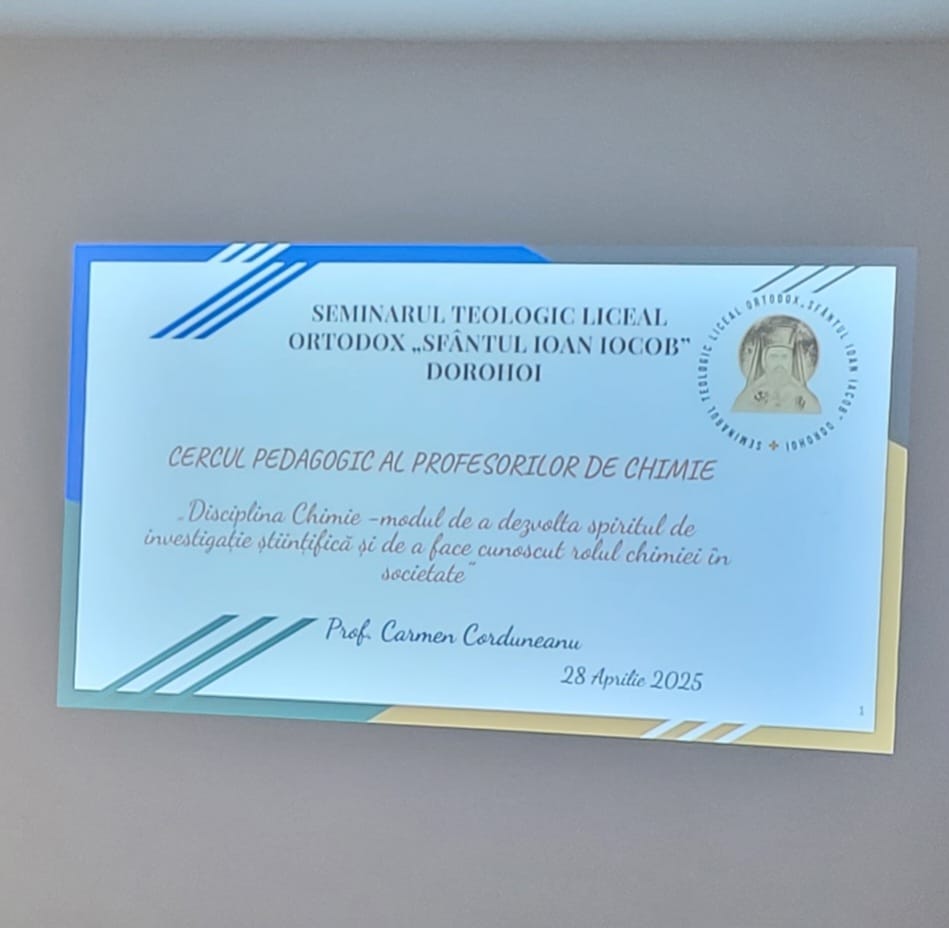 SEMINARUL TEOLOGIC LICEAL
ORTODOX „SFÂNTUL IOAN IOCOB”
DOROHOI
SEMINARUL TEOLOGIC LICEAL ORTODOX „SFÂNTUL IOAN IACOB” DOROHOI
CERCUL PEDAGOGIC AL PROFESORILOR DE CHIMIE
„Disciplina Chimie –modul de a dezvolta spiritul de
investigație științifică și de a face cunoscut rolul chimiei în
societate”
Prof. Carmen Corduneanu
28 Aprilie 2025
1